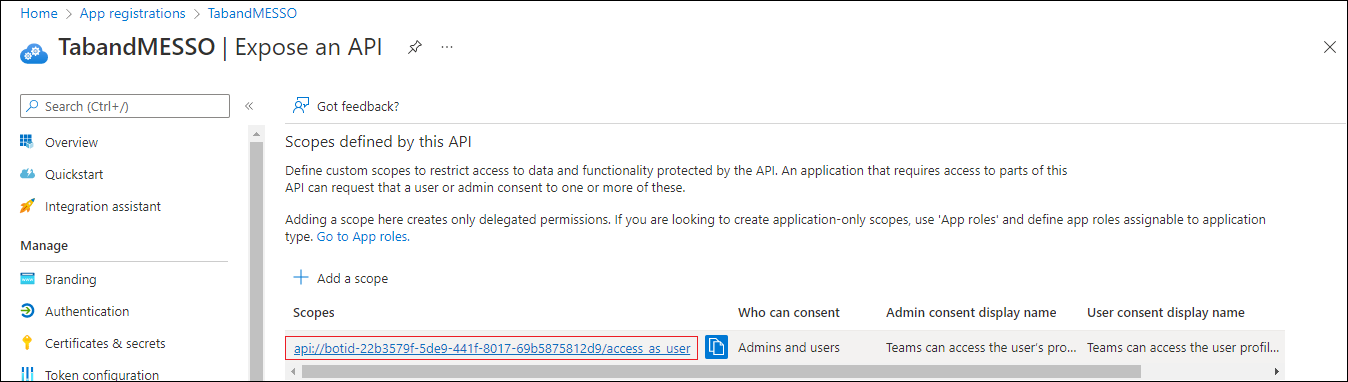 Home > App registrations > TabandMESSO
TabandMESSO | Expose an API ...
Search (Ctrl+/)
«
Overview
Quickstart
Integration assistant
Manage
Branding
Authentication
Certificates & secrets
Token configuration
Got feedback?
Scopes defined by this API
Define custom scopes to restrict access to data and functionality protected by the API. An application that requires access to parts of this
API can request that a user or admin consent to one or more of these.
Adding a scope here creates only delegated permissions. If you are looking to create application-only scopes, use 'App roles' and define app roles assignable to application
type. Go to App roles.
Add a scope
Scopes Who can consent Admin consent display name User consent display name
api://botid-22b3579f-5de9-441f-8017-69b5875812d9/access_as_user Admins and users Teams can access the user's pro... Teams can access the user profil...